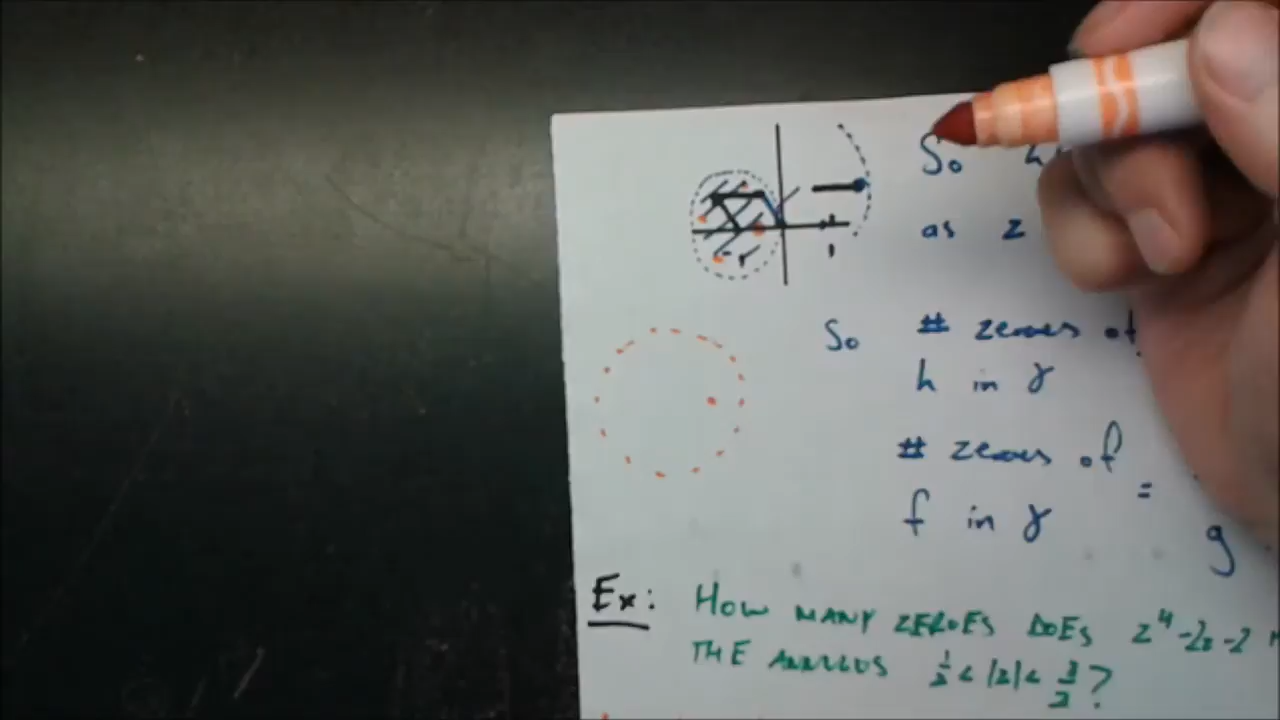 So h
as z
So # zeroes of
h in γ
# zeroes of
f in γ =
g
Ex: HOW MANY ZEROES DOES z⁴-2z-2
THE ANNULUS 1/2 < |z| < 3/2?